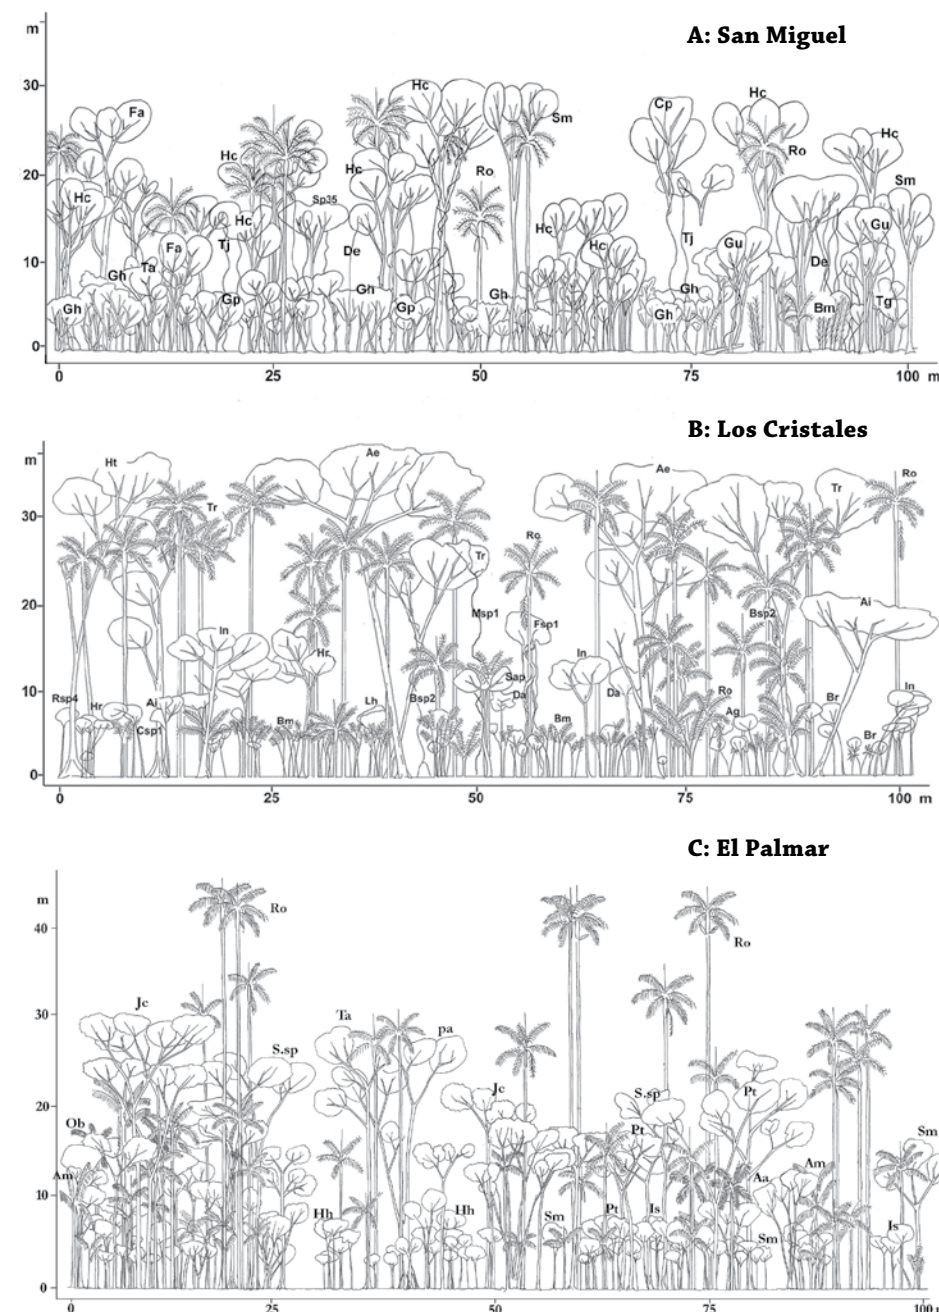 A: San Miguel
m
30
Hc
Hc
Cp
Fa
Sm
Hc
Ro
Hc
20
Hc
Ro
Sm
Hc
Sp35
Hc
Gu
Hc
Tj
Tj
Gu
Fa
De
Hc
De
10
Ta
Gh
Gh
Gh
Gh
Gp
Gp
Bm
Tg
Gh
Gh
0
0 25 50 75 100 m
B: Los Cristales
m
Ae
Ht
Ae
Ro
Tr
Tr
30
Ro
Tr
20
Ai
Msp1
Bsp2
Fsp1
In
Hr
In
Sap
10
Rsp4
Bsp2
Da
Da
Ro
Br
In
Hr
Ai
Lh
Ag
Bm
Bm
Csp1
Br
0
0 25 50 75 100 m
C: El Palmar
m
40
Ro
Ro
30
Jc
Ta
pa
S.sp
Jc
S.sp
Pt
20
Ob
Pt
Sm
Am
Am
Aa
10
Hh
Hh
Sm
Pt
Is
Is
Sm
0
0 25 50 75 100